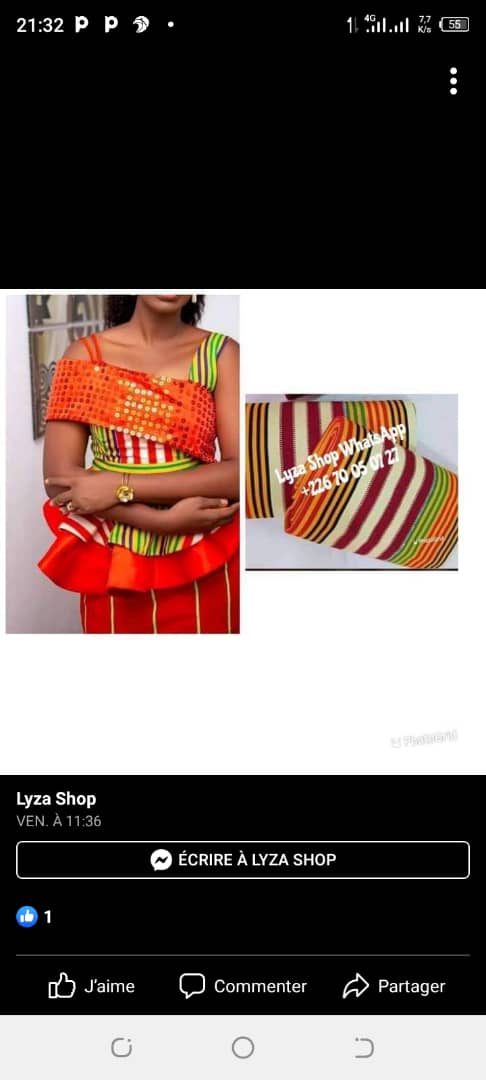 21:32
4G
7,7
K/s
55
Lyza Shop WhatsApp
+226 70 05 07 27
PhotoGrid
Lyza Shop
VEN. À 11:36
ÉCRIRE À LYZA SHOP
1
J'aime
Commenter
Partager